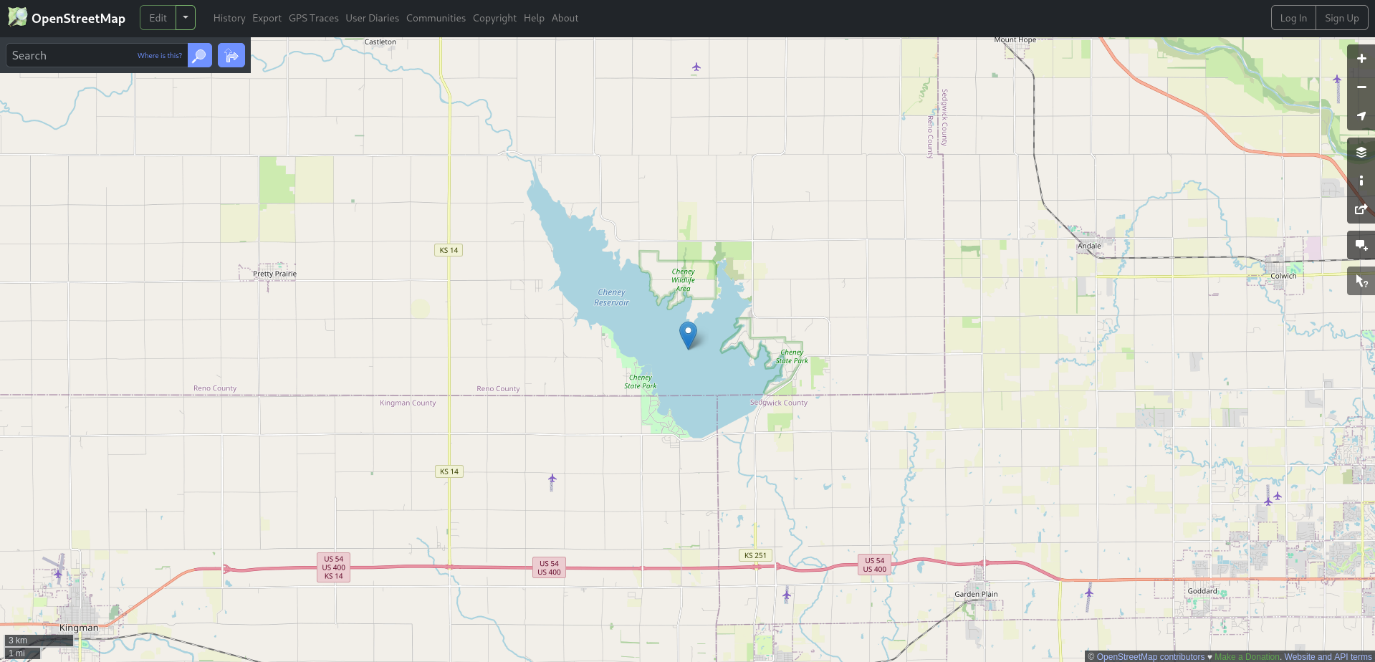 OpenStreetMap
Edit
History Export GPS Traces User Diaries Communities Copyright Help About
Log In Sign Up
Search
Where is this?
Castleton
Mount Hope
Sedgwick County
Reno County
KS 14
Andale
Pretty Prairie
Cheney
Wildlife
Area
Colwich
Cheney
Reservoir
Cheney
State Park
Cheney
State Park
Reno County
Reno County
Kingman County
Sedgwick County
KS 14
KS 251
US 54
US 400
KS 14
US 54
US 400
US 54
US 400
Garden Plain
Goddard
Kingman
3 km
1 mi
© OpenStreetMap contributors ♥ Make a Donation. Website and API terms